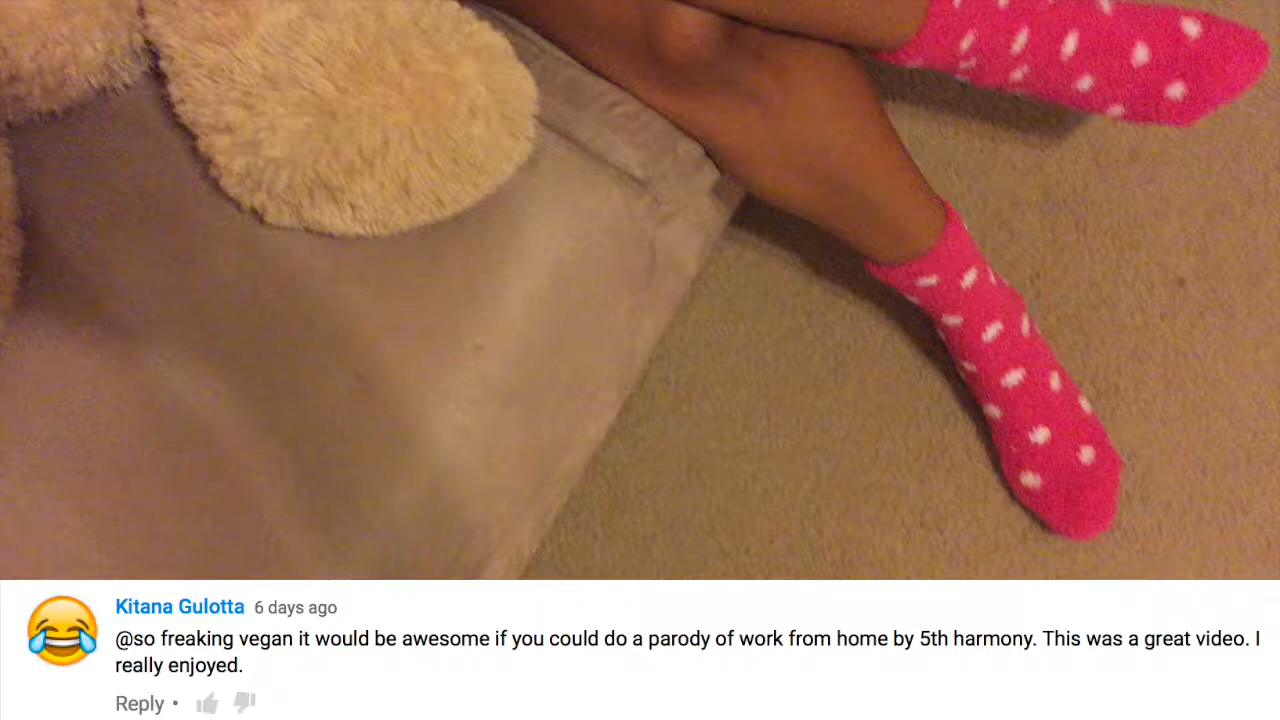 Kitana Gulotta 6 days ago
@so freaking vegan it would be awesome if you could do a parody of work from home by 5th harmony. This was a great video. I
really enjoyed.
Reply •